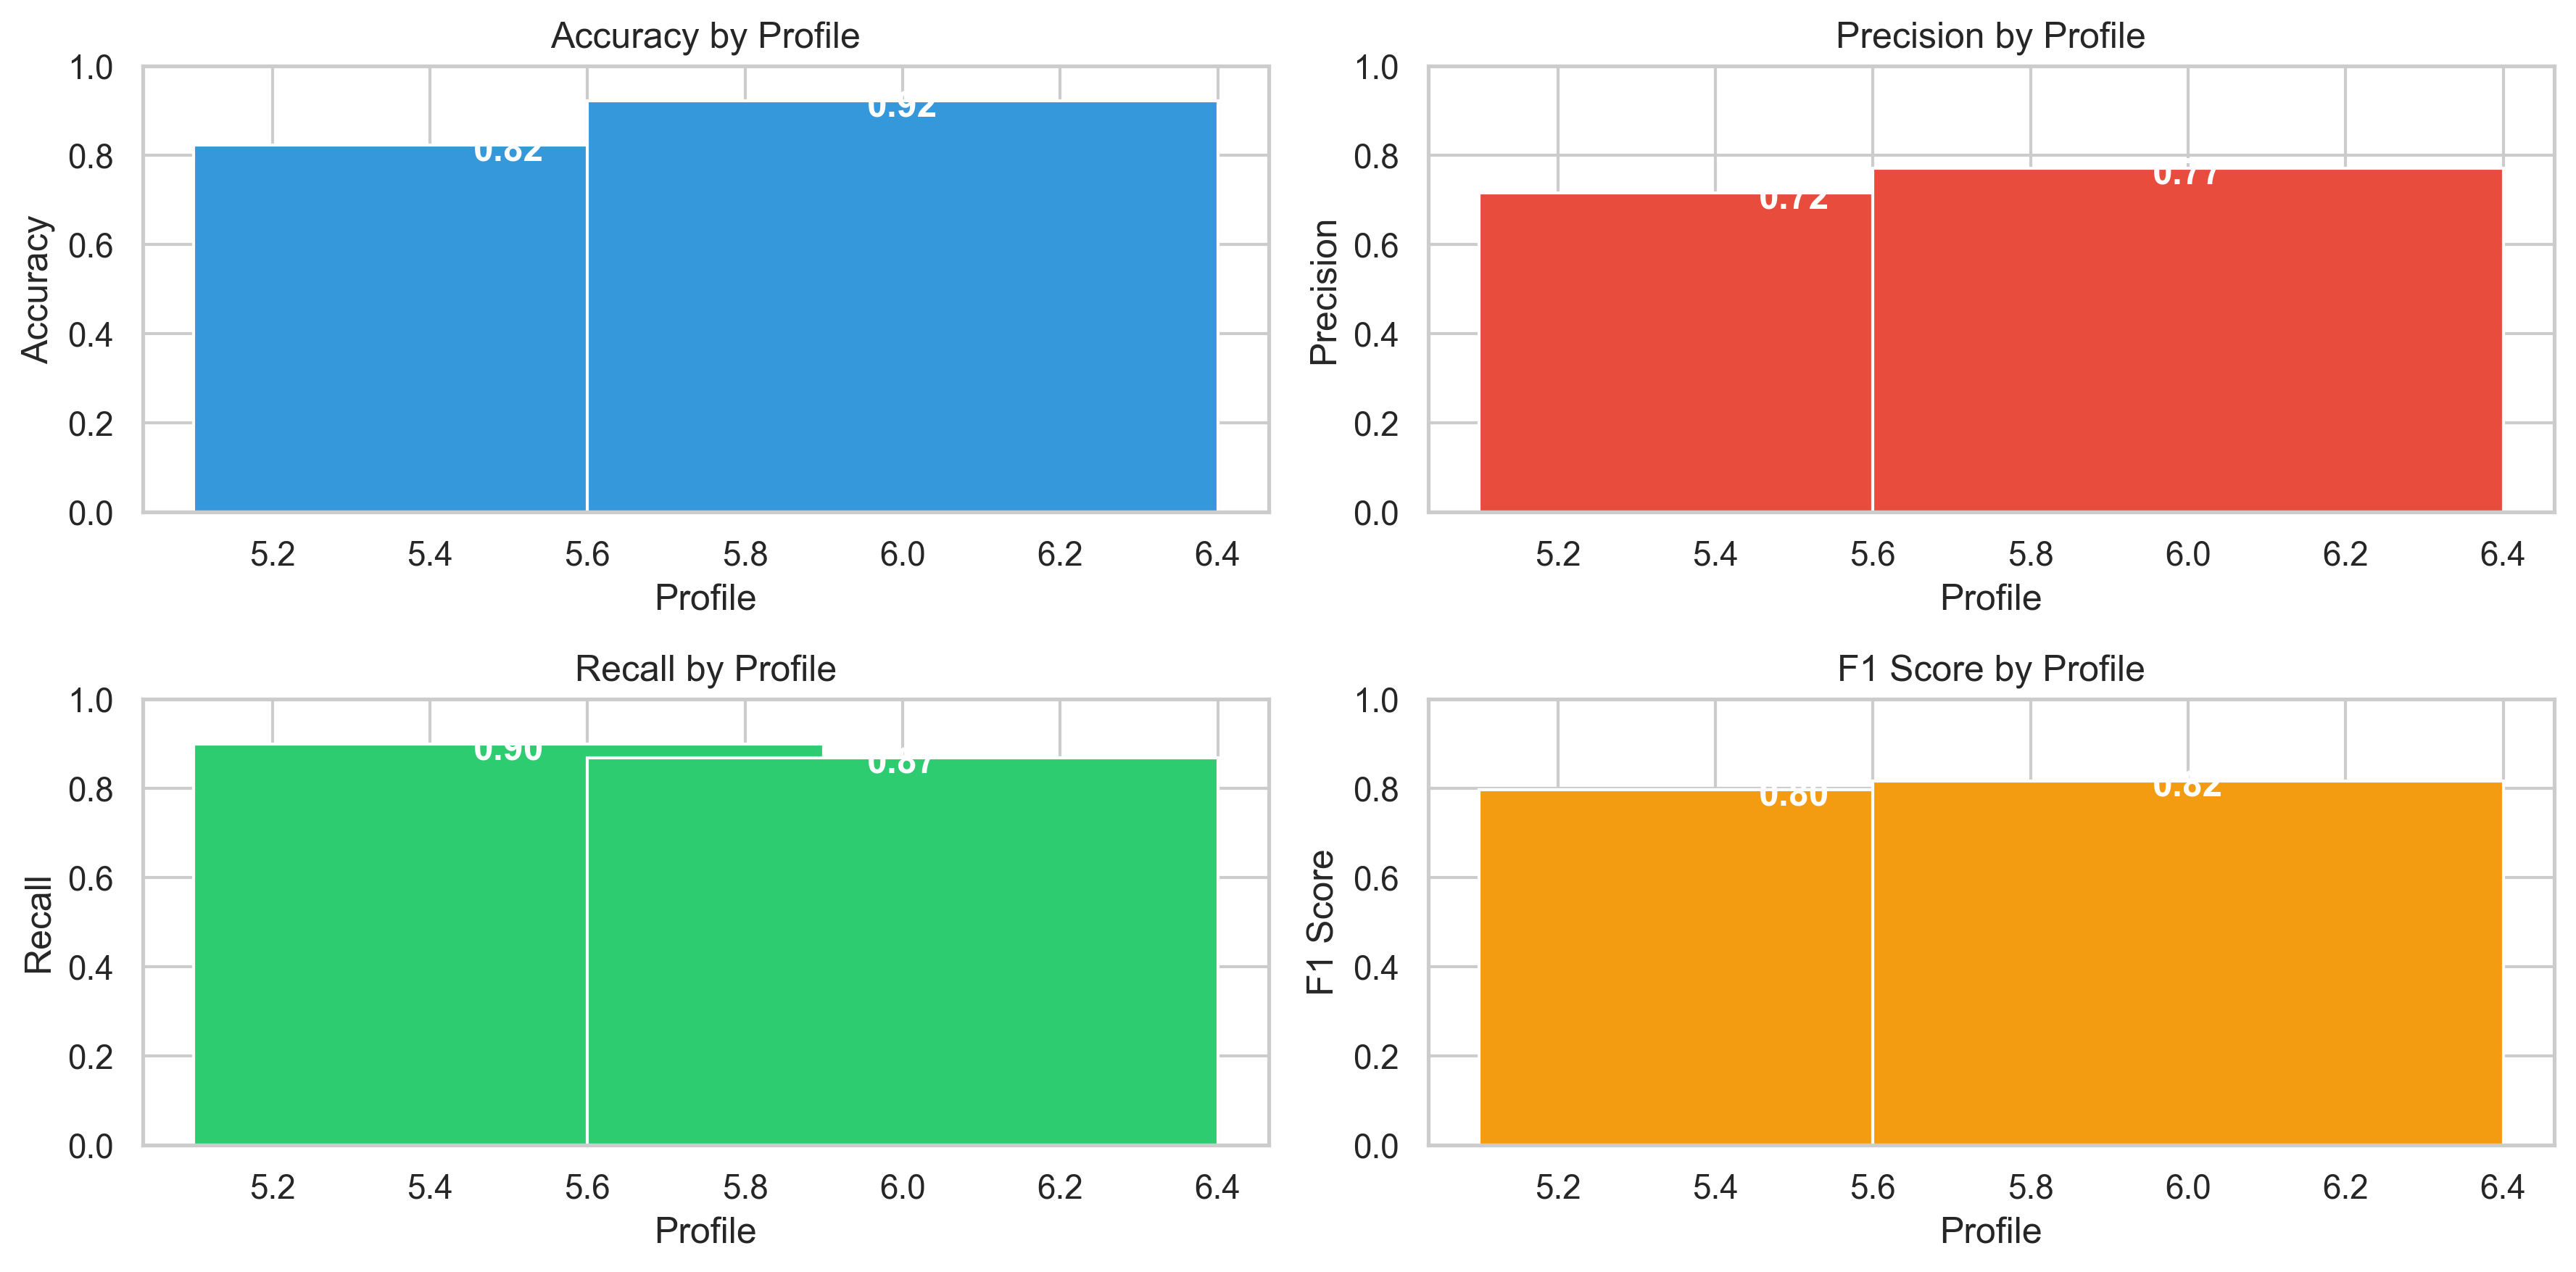 Accuracy by Profile
1.0
0.8
0.6
0.4
0.2
0.0
Accuracy
0.82
0.92
5.2 5.4 5.6 5.8 6.0 6.2 6.4
Profile
Precision by Profile
1.0
0.8
0.6
0.4
0.2
0.0
Precision
0.72
0.77
5.2 5.4 5.6 5.8 6.0 6.2 6.4
Profile
Recall by Profile
1.0
0.8
0.6
0.4
0.2
0.0
Recall
0.90
0.87
5.2 5.4 5.6 5.8 6.0 6.2 6.4
Profile
F1 Score by Profile
1.0
0.8
0.6
0.4
0.2
0.0
F1 Score
0.80
0.82
5.2 5.4 5.6 5.8 6.0 6.2 6.4
Profile